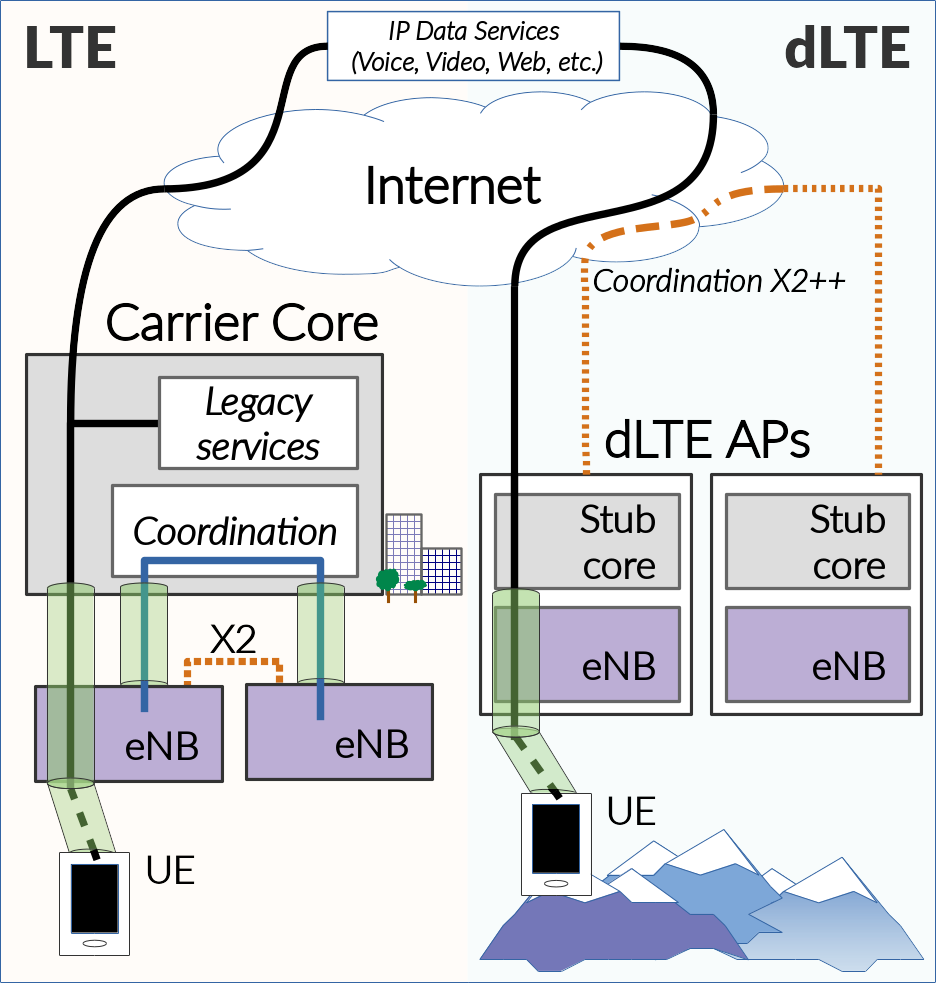 LTE
IP Data Services
(Voice, Video, Web, etc.)
dLTE
Internet
Coordination X2++
Carrier Core
Legacy
services
Coordination
X2
eNB
eNB
UE
dLTE APs
Stub
core
eNB
Stub
core
eNB
UE